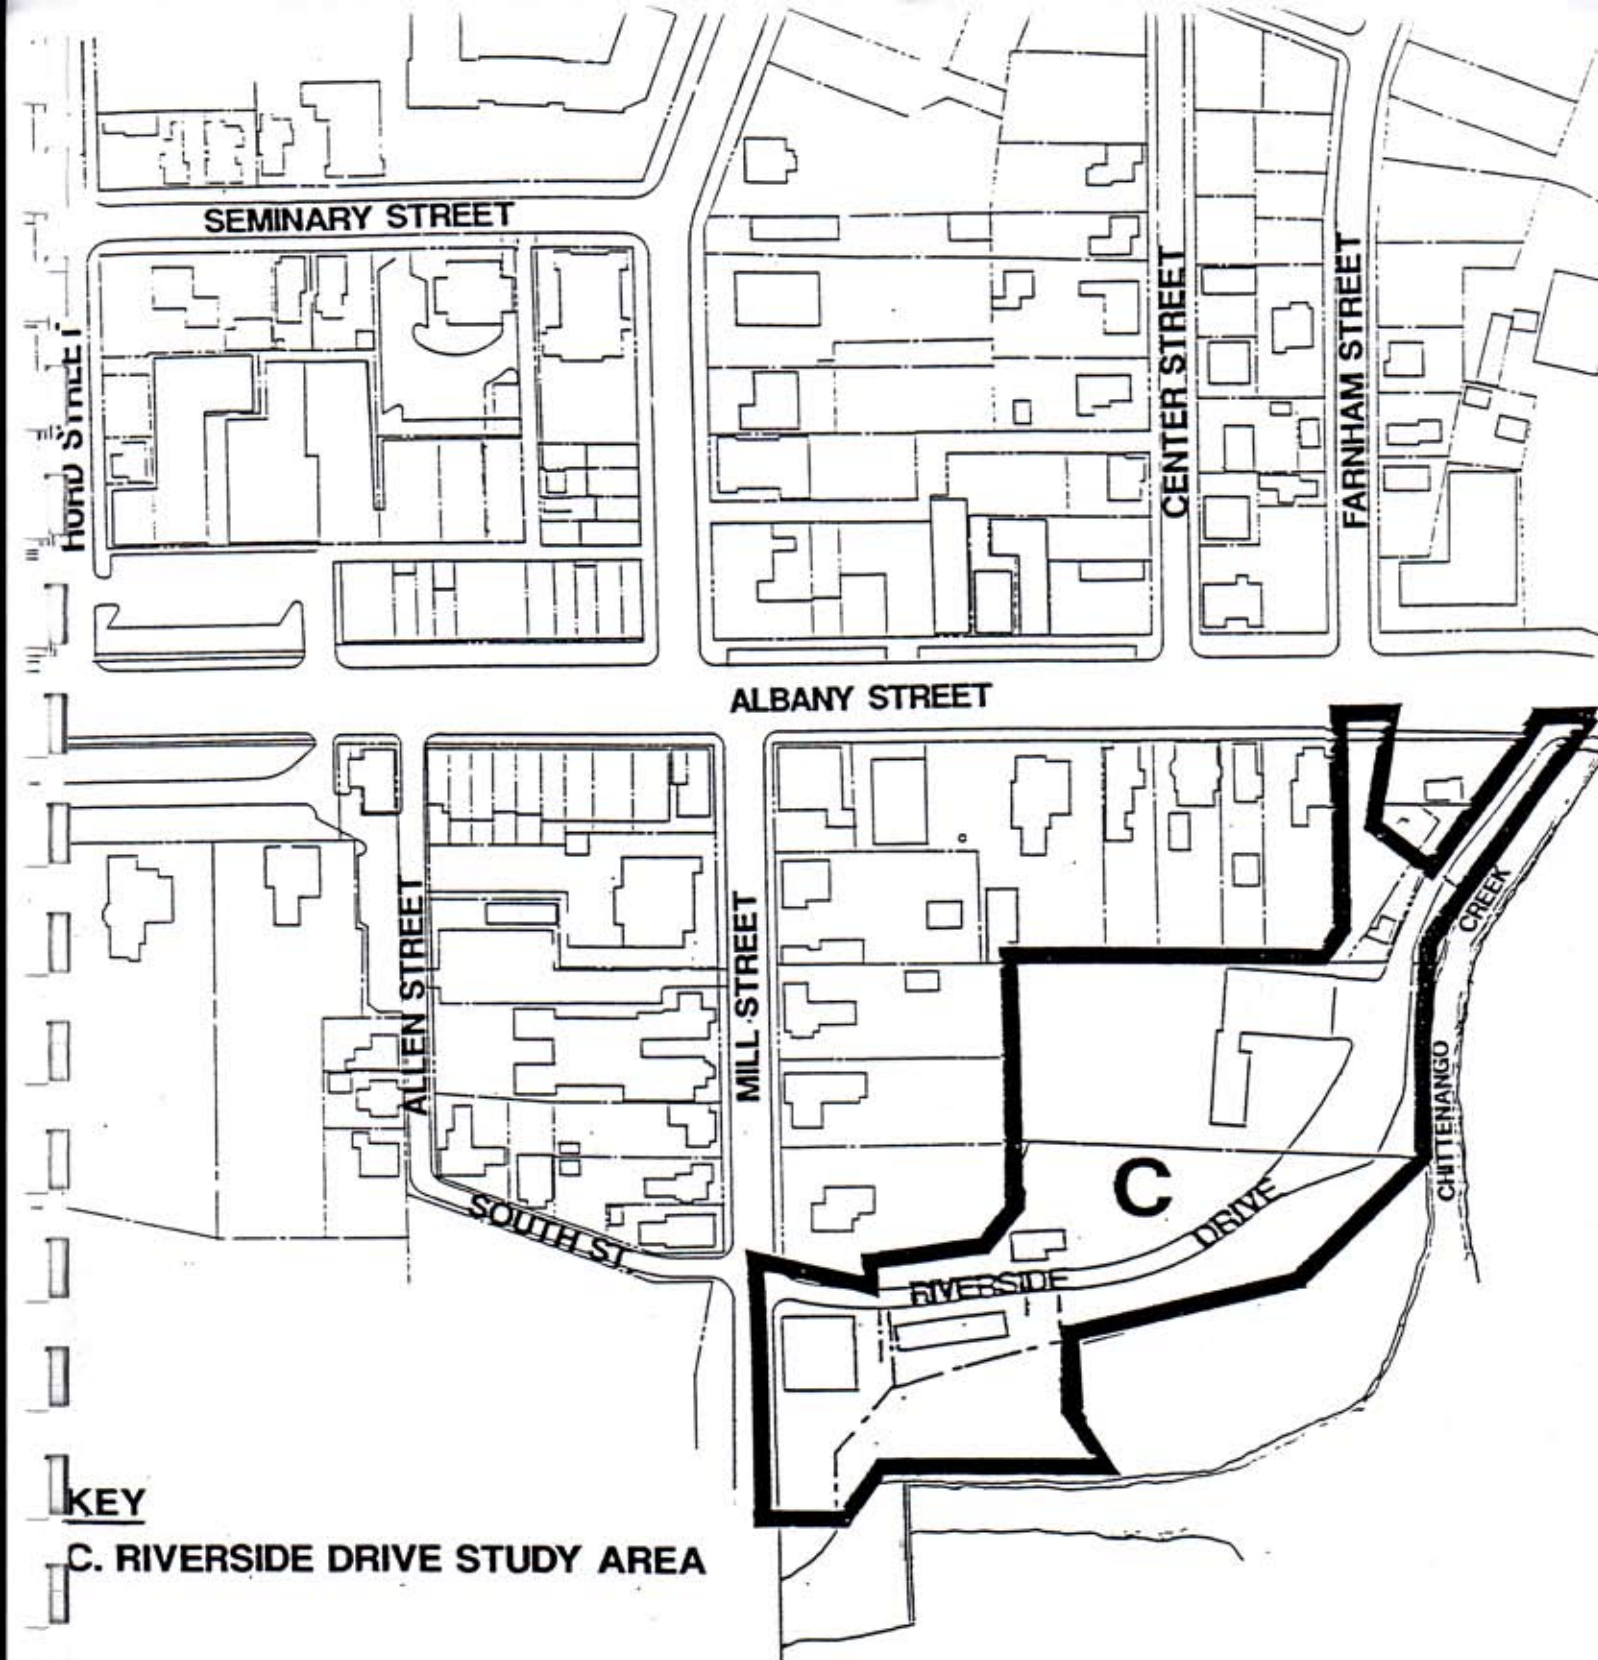 SEMINARY STREET
HURD STREET
CENTER STREET
FARNHAM STREET
ALBANY STREET
ALLEN STREET
MILL STREET
CREEK
CHITTENANGO
C
SOUTH ST.
RIVERSIDE DRIVE
KEY
C. RIVERSIDE DRIVE STUDY AREA